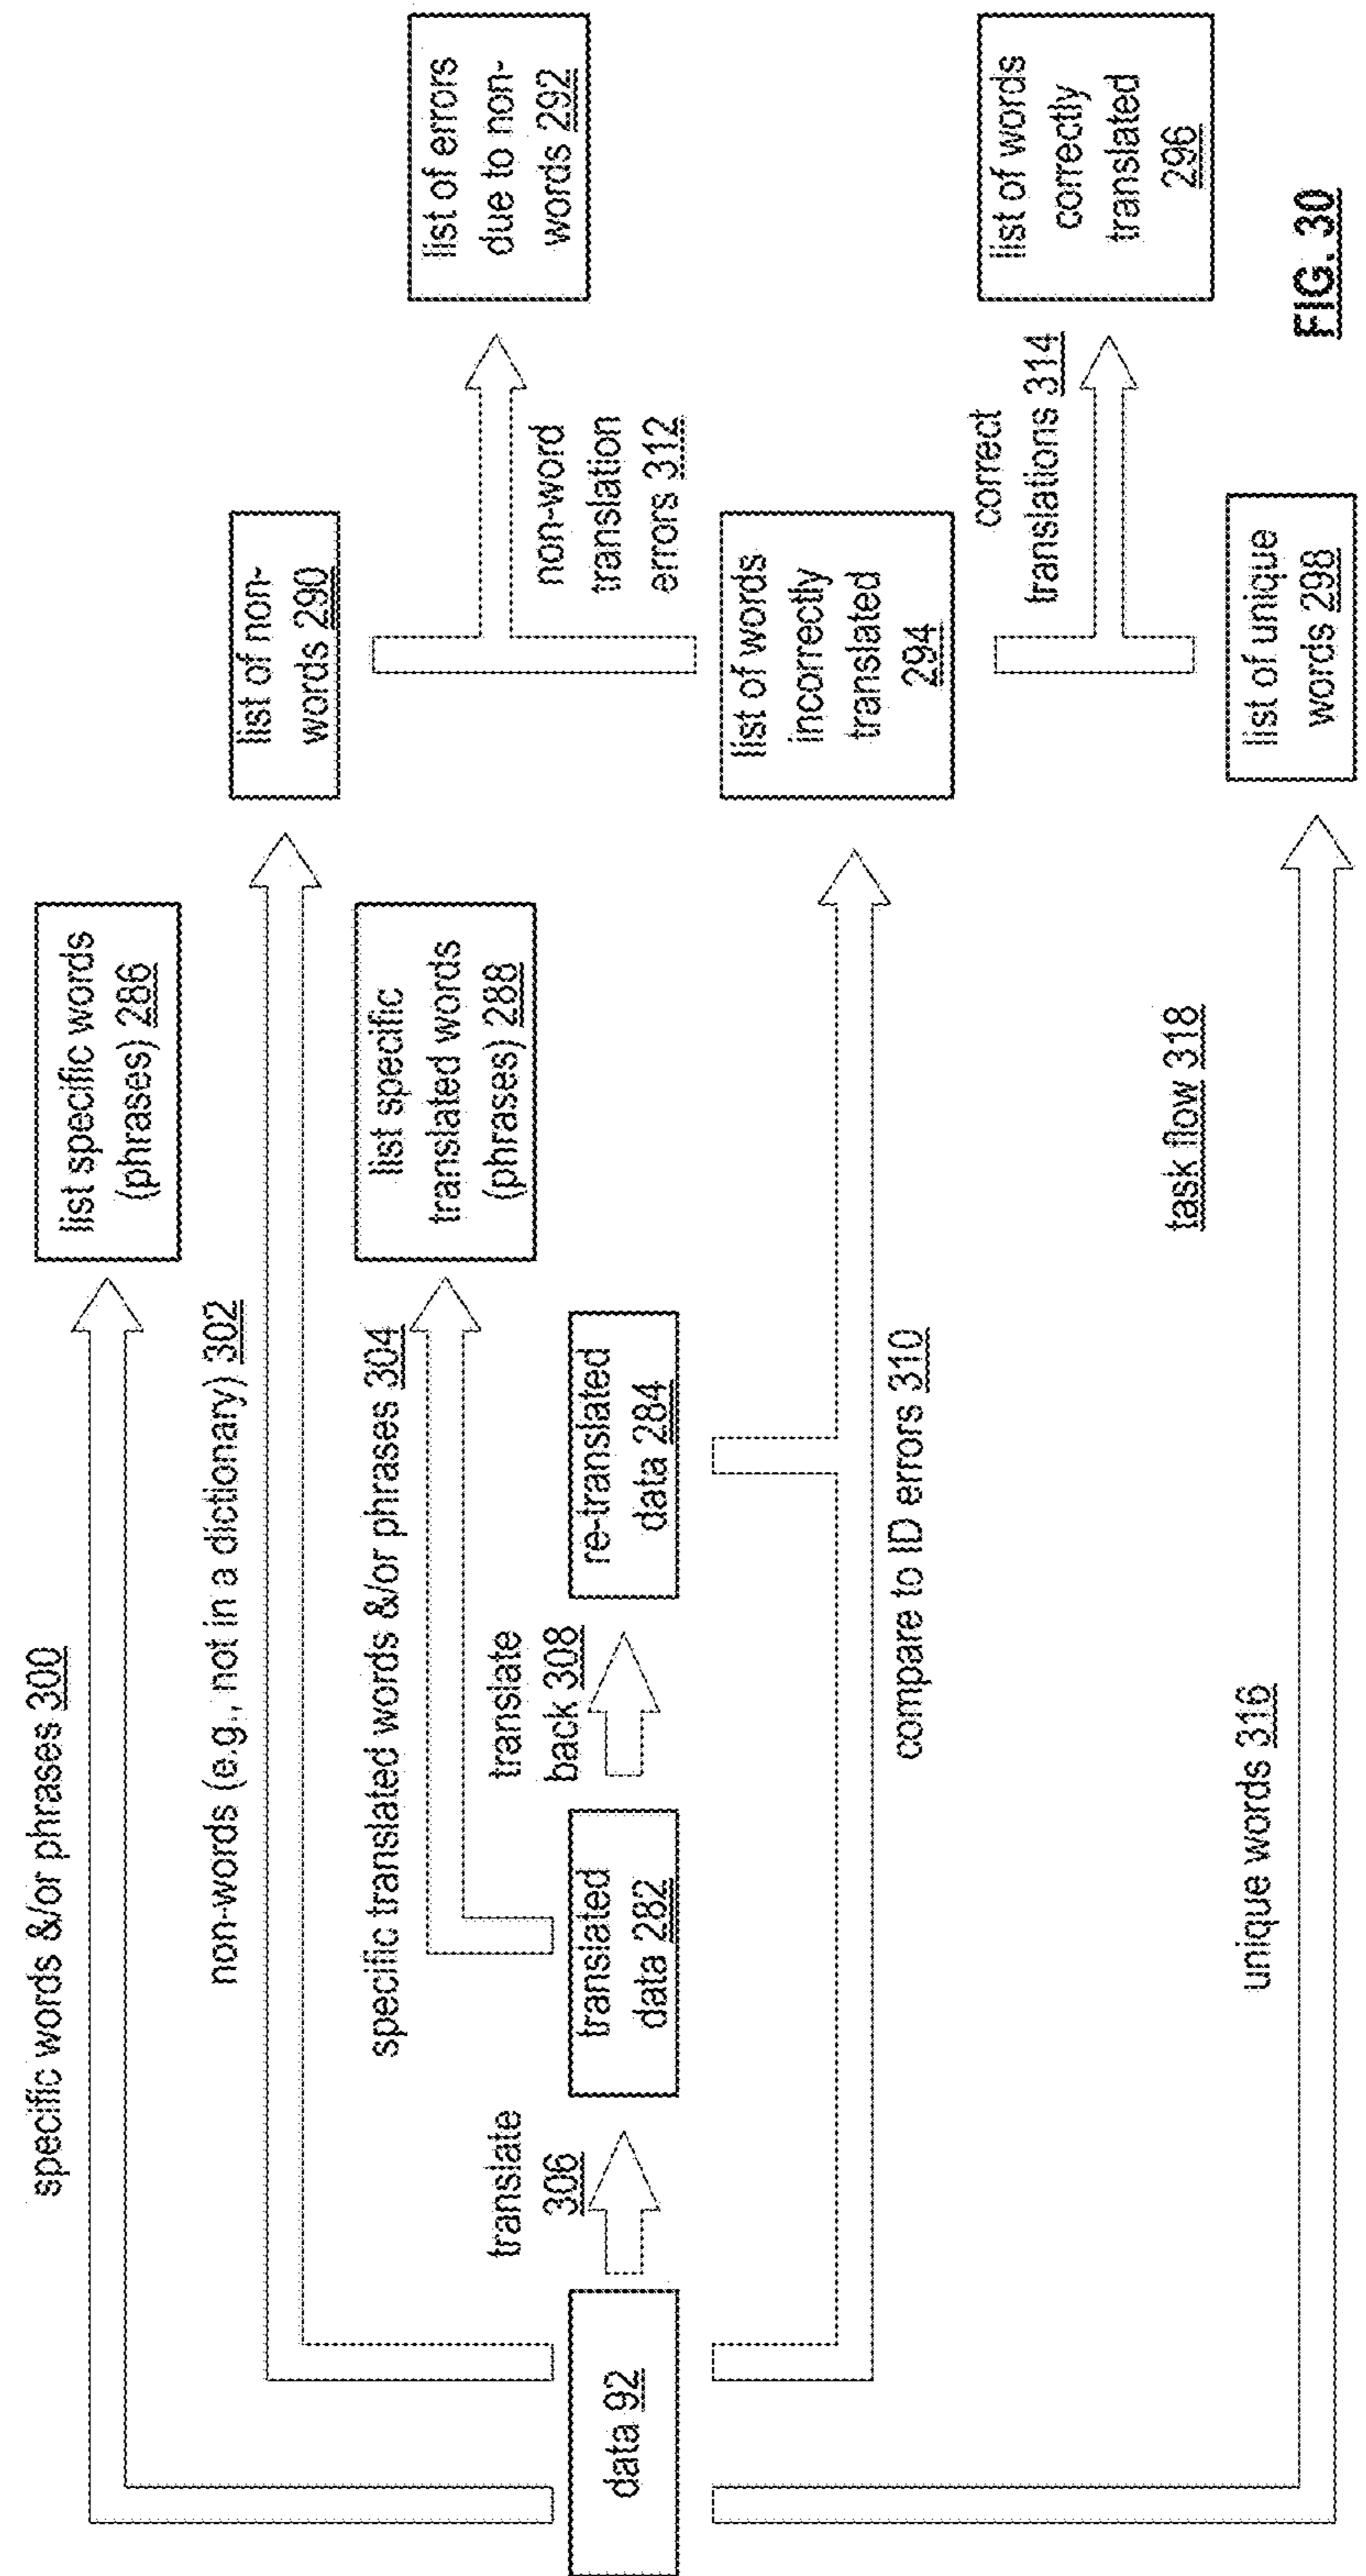 specific words &/or phrases 300
list specific words
(phrases) 286
non-words (e.g., not in a dictionary) 302
list of non-
words 290
specific translated words &/or phrases 304
list specific
translated words
(phrases) 288
list of errors
due to non-
words 292
non-word
translation
errors 312
translate
306
translate
back 308
data 92
translated
data 282
re-translated
data 284
list of words
incorrectly
translated
294
compare to ID errors 310
correct
translations 314
list of words
correctly
translated
296
task flow 318
unique words 316
list of unique
words 298
FIG. 30